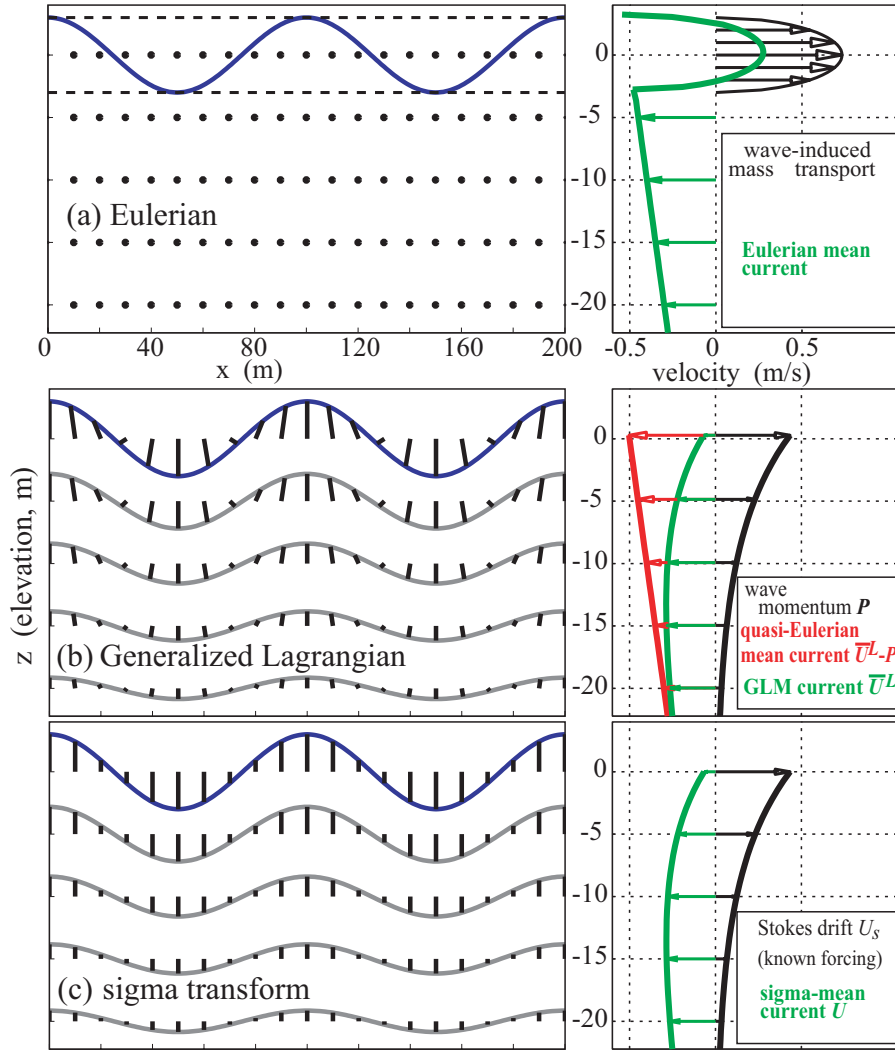 0
-5
-10
-15
-20
(a) Eulerian
wave-induced
mass transport
Eulerian mean
current
0 40 80 120 160 200
x (m)
-0.5 0 0.5
velocity (m/s)
z (elevation, m)
0
-5
-10
-15
-20
(b) Generalized Lagrangian
wave
momentum P
quasi-Eulerian
mean current U̅ᴸ-P
GLM current U̅ᴸ
0
-5
-10
-15
-20
(c) sigma transform
Stokes drift Uₛ
(known forcing)
sigma-mean
current U